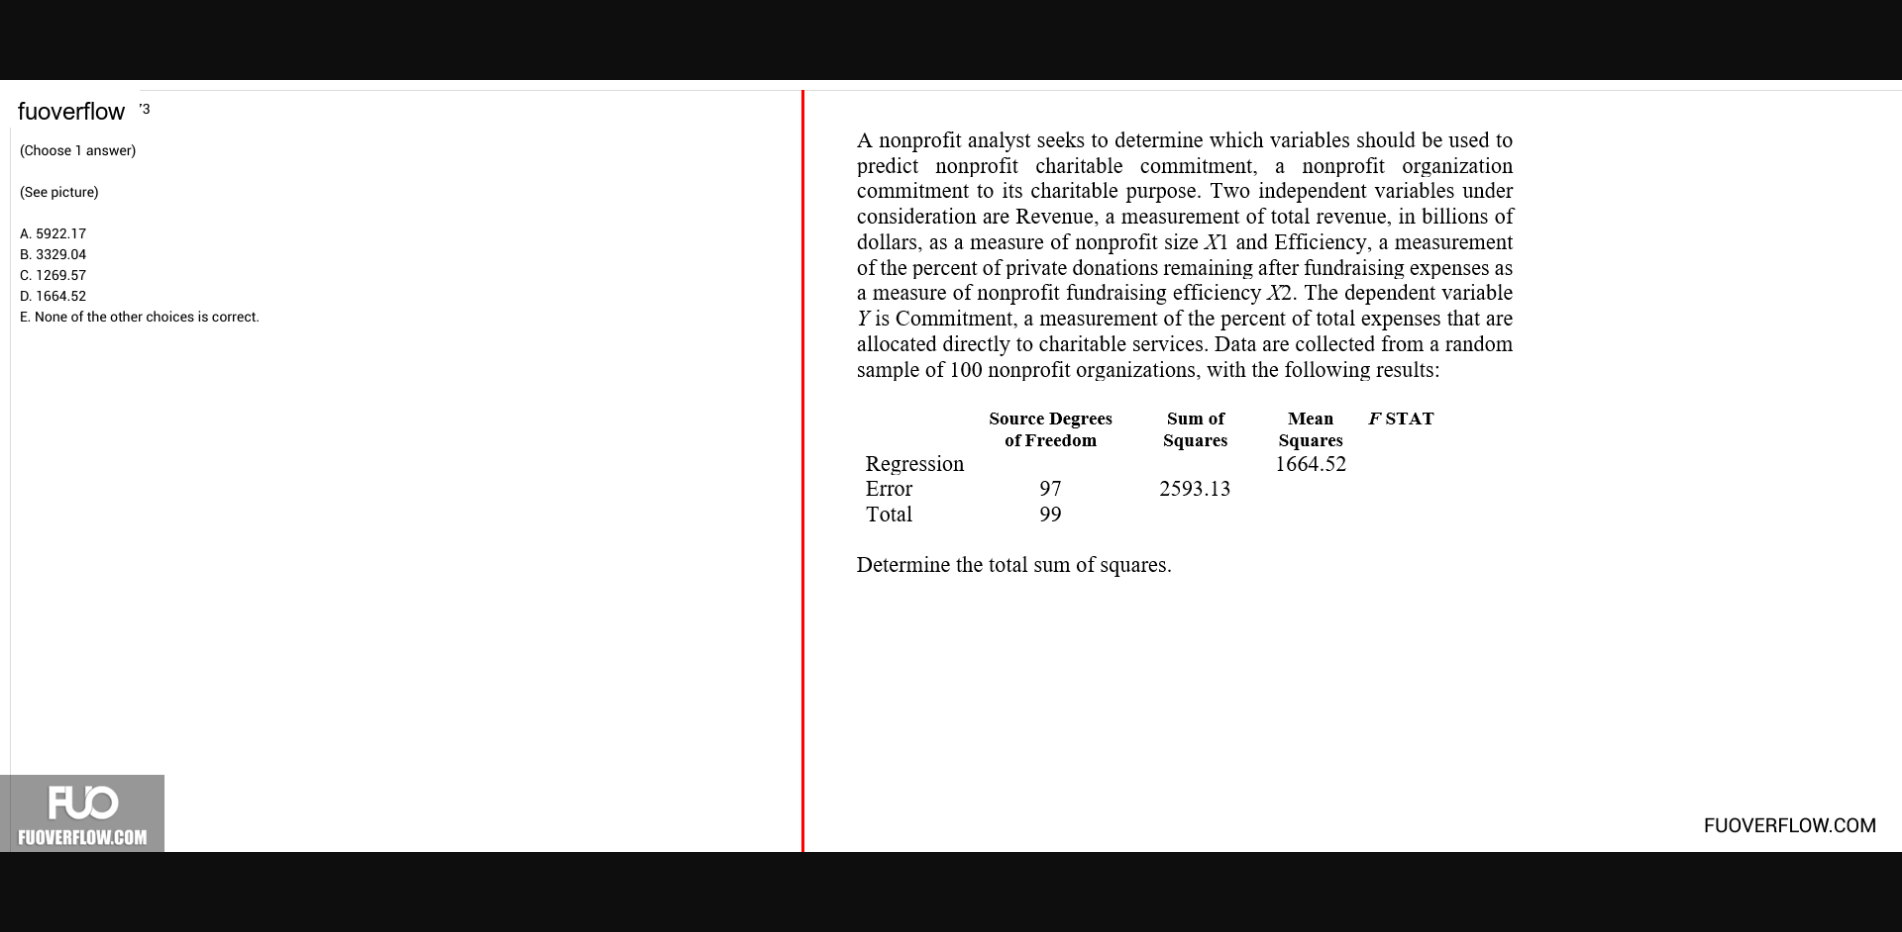 fuoverflow '3
(Choose 1 answer)
(See picture)
A. 5922.17
B. 3329.04
C. 1269.57
D. 1664.52
E. None of the other choices is correct.
A nonprofit analyst seeks to determine which variables should be used to
predict nonprofit charitable commitment, a nonprofit organization
commitment to its charitable purpose. Two independent variables under
consideration are Revenue, a measurement of total revenue, in billions of
dollars, as a measure of nonprofit size X1 and Efficiency, a measurement
of the percent of private donations remaining after fundraising expenses as
a measure of nonprofit fundraising efficiency X2. The dependent variable
Y is Commitment, a measurement of the percent of total expenses that are
allocated directly to charitable services. Data are collected from a random
sample of 100 nonprofit organizations, with the following results:
Source Degrees Sum of Mean F STAT
of Freedom Squares Squares
Regression 1664.52
Error 97 2593.13
Total 99
Determine the total sum of squares.
FUO
FUOVERFLOW.COM
FUOVERFLOW.COM